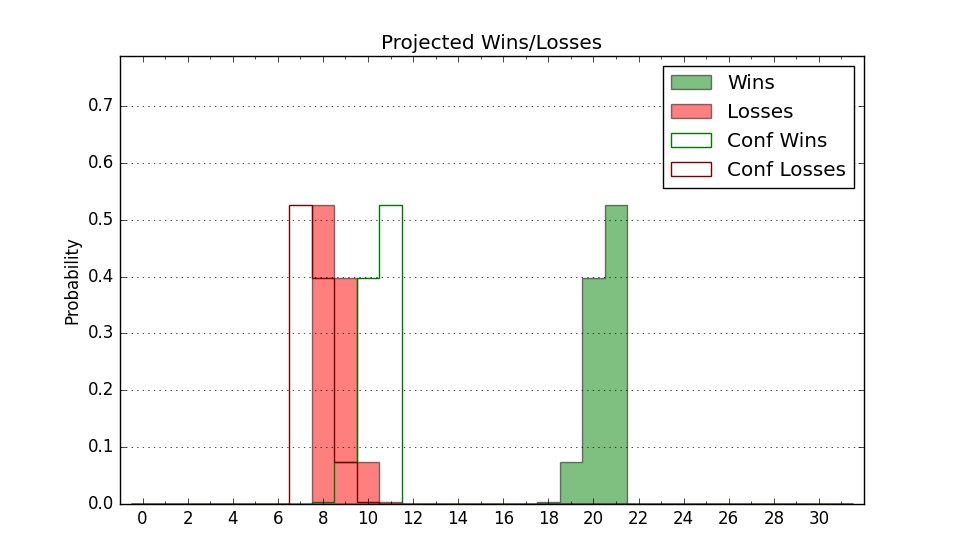 Projected Wins/Losses
Wins
Losses
Conf Wins
Conf Losses
Probability
0.7
0.6
0.5
0.4
0.3
0.2
0.1
0.0
0 2 4 6 8 10 12 14 16 18 20 22 24 26 28 30